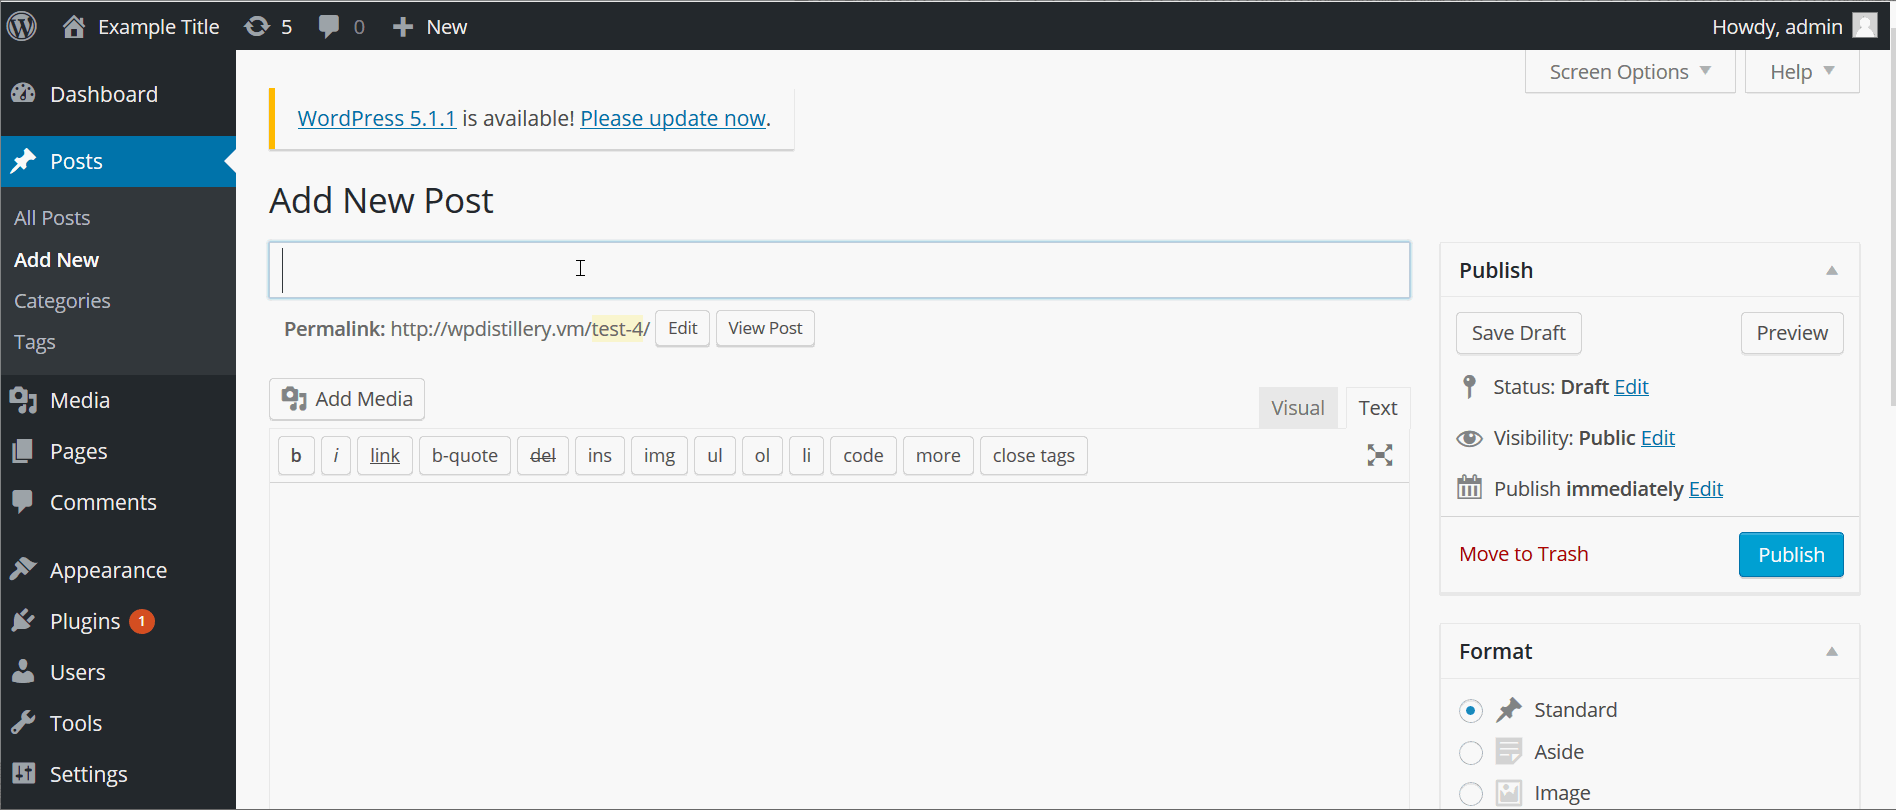 Example Title 5 0 New Howdy, admin
Screen Options Help
Dashboard
Posts
All Posts
Add New
Categories
Tags
Media
Pages
Comments
Appearance
Plugins 1
Users
Tools
Settings
WordPress 5.1.1 is available! Please update now.
Add New Post
Permalink: http://wpdistillery.vm/test-4/ Edit View Post
Add Media
Visual Text
b i link b-quote del ins img ul ol li code more close tags
Publish
Save Draft Preview
Status: Draft Edit
Visibility: Public Edit
Publish immediately Edit
Move to Trash Publish
Format
Standard
Aside
Image